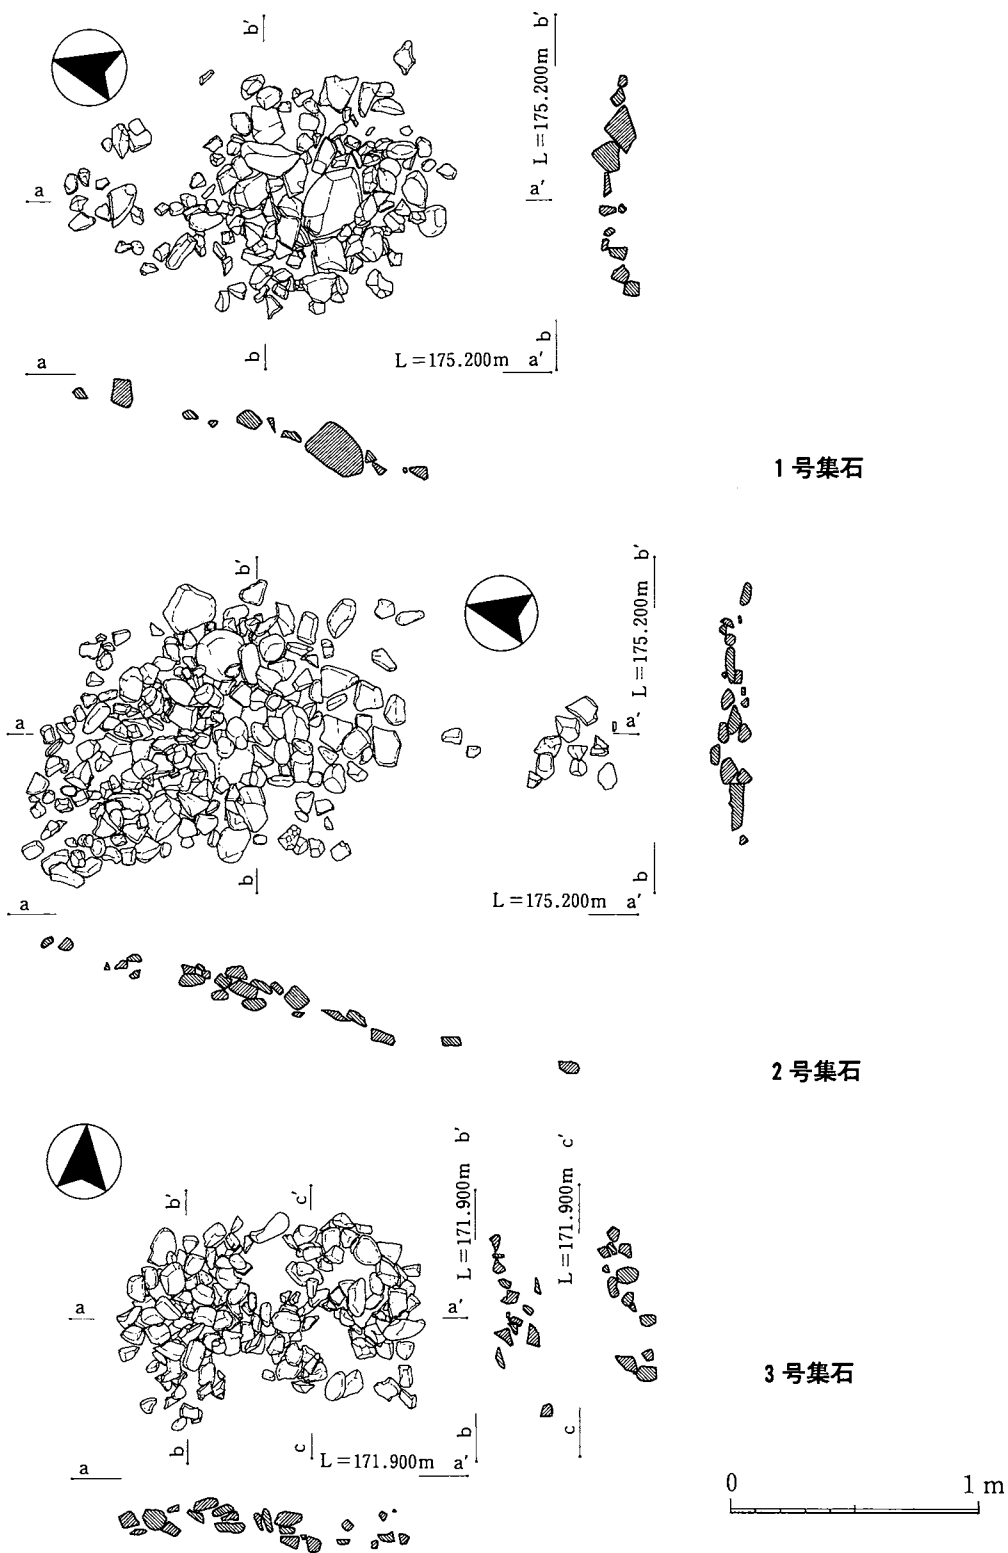 b′
L=175.200m b′
a
a′
b
b
a
L=175.200m a′
1号集石
b′
L=175.200m b′
a
a′
b
b
a
L=175.200m a′
2号集石
b′
c′
L=171.900m b′
L=171.900m c′
a
a′
3号集石
b
c
b
c
a
L=171.900m a′
0
1m